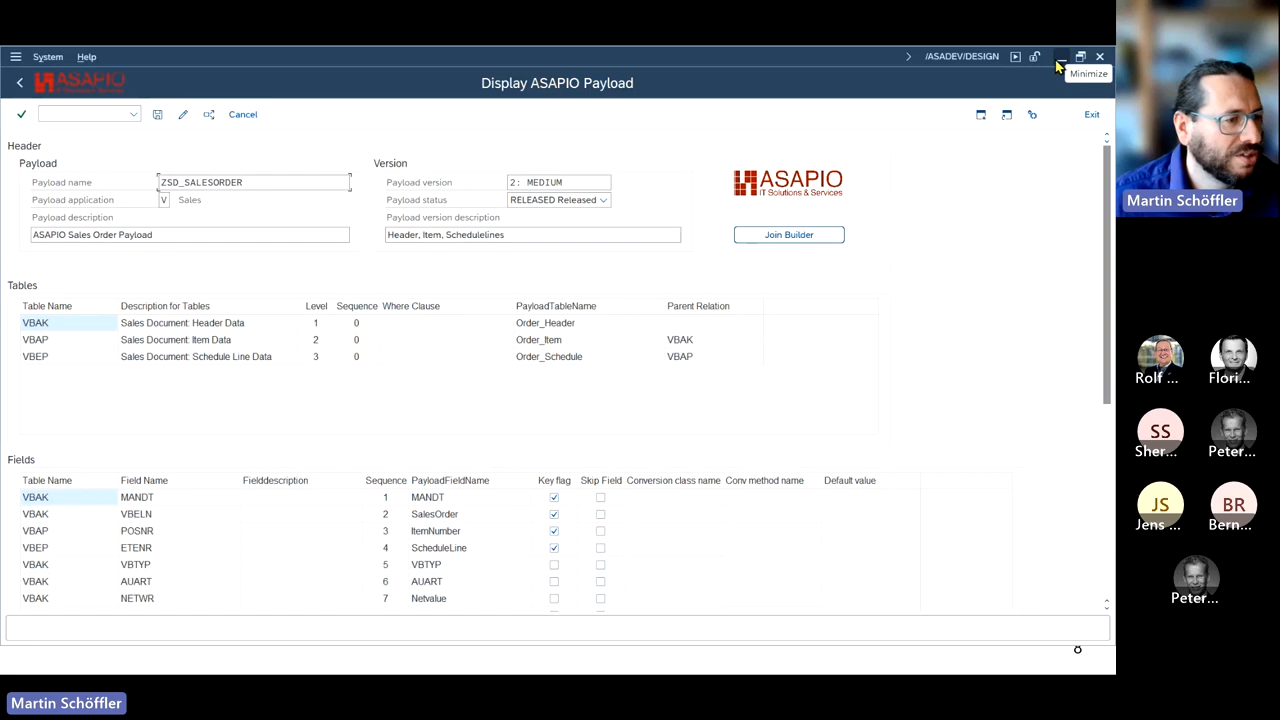 System Help /ASADEV/DESIGN
Minimize
ASAPIO
IT Solutions & Services
Display ASAPIO Payload
Cancel Exit
Header
Payload Version
Payload name ZSD_SALESORDER Payload version 2: MEDIUM
Payload application V Sales Payload status RELEASED Released
Payload description Payload version description
ASAPIO Sales Order Payload Header, Item, Schedulelines
ASAPIO
IT Solutions & Services
Join Builder
Tables
Table Name Description for Tables Level Sequence Where Clause PayloadTableName Parent Relation
VBAK Sales Document: Header Data 1 0 Order_Header
VBAP Sales Document: Item Data 2 0 Order_Item VBAK
VBEP Sales Document: Schedule Line Data 3 0 Order_Schedule VBAP
Fields
Table Name Field Name Fielddescription Sequence PayloadFieldName Key flag Skip Field Conversion class name Conv method name Default value
VBAK MANDT 1 MANDT
VBAK VBELN 2 SalesOrder
VBAP POSNR 3 ItemNumber
VBEP ETENR 4 ScheduleLine
VBAK VBTYP 5 VBTYP
VBAK AUART 6 AUART
VBAK NETWR 7 Netvalue
Martin Schöffler
Rolf ... Flori...
SS
Sher... Peter...
JS BR
Jens ... Bern...
Peter...
Martin Schöffler